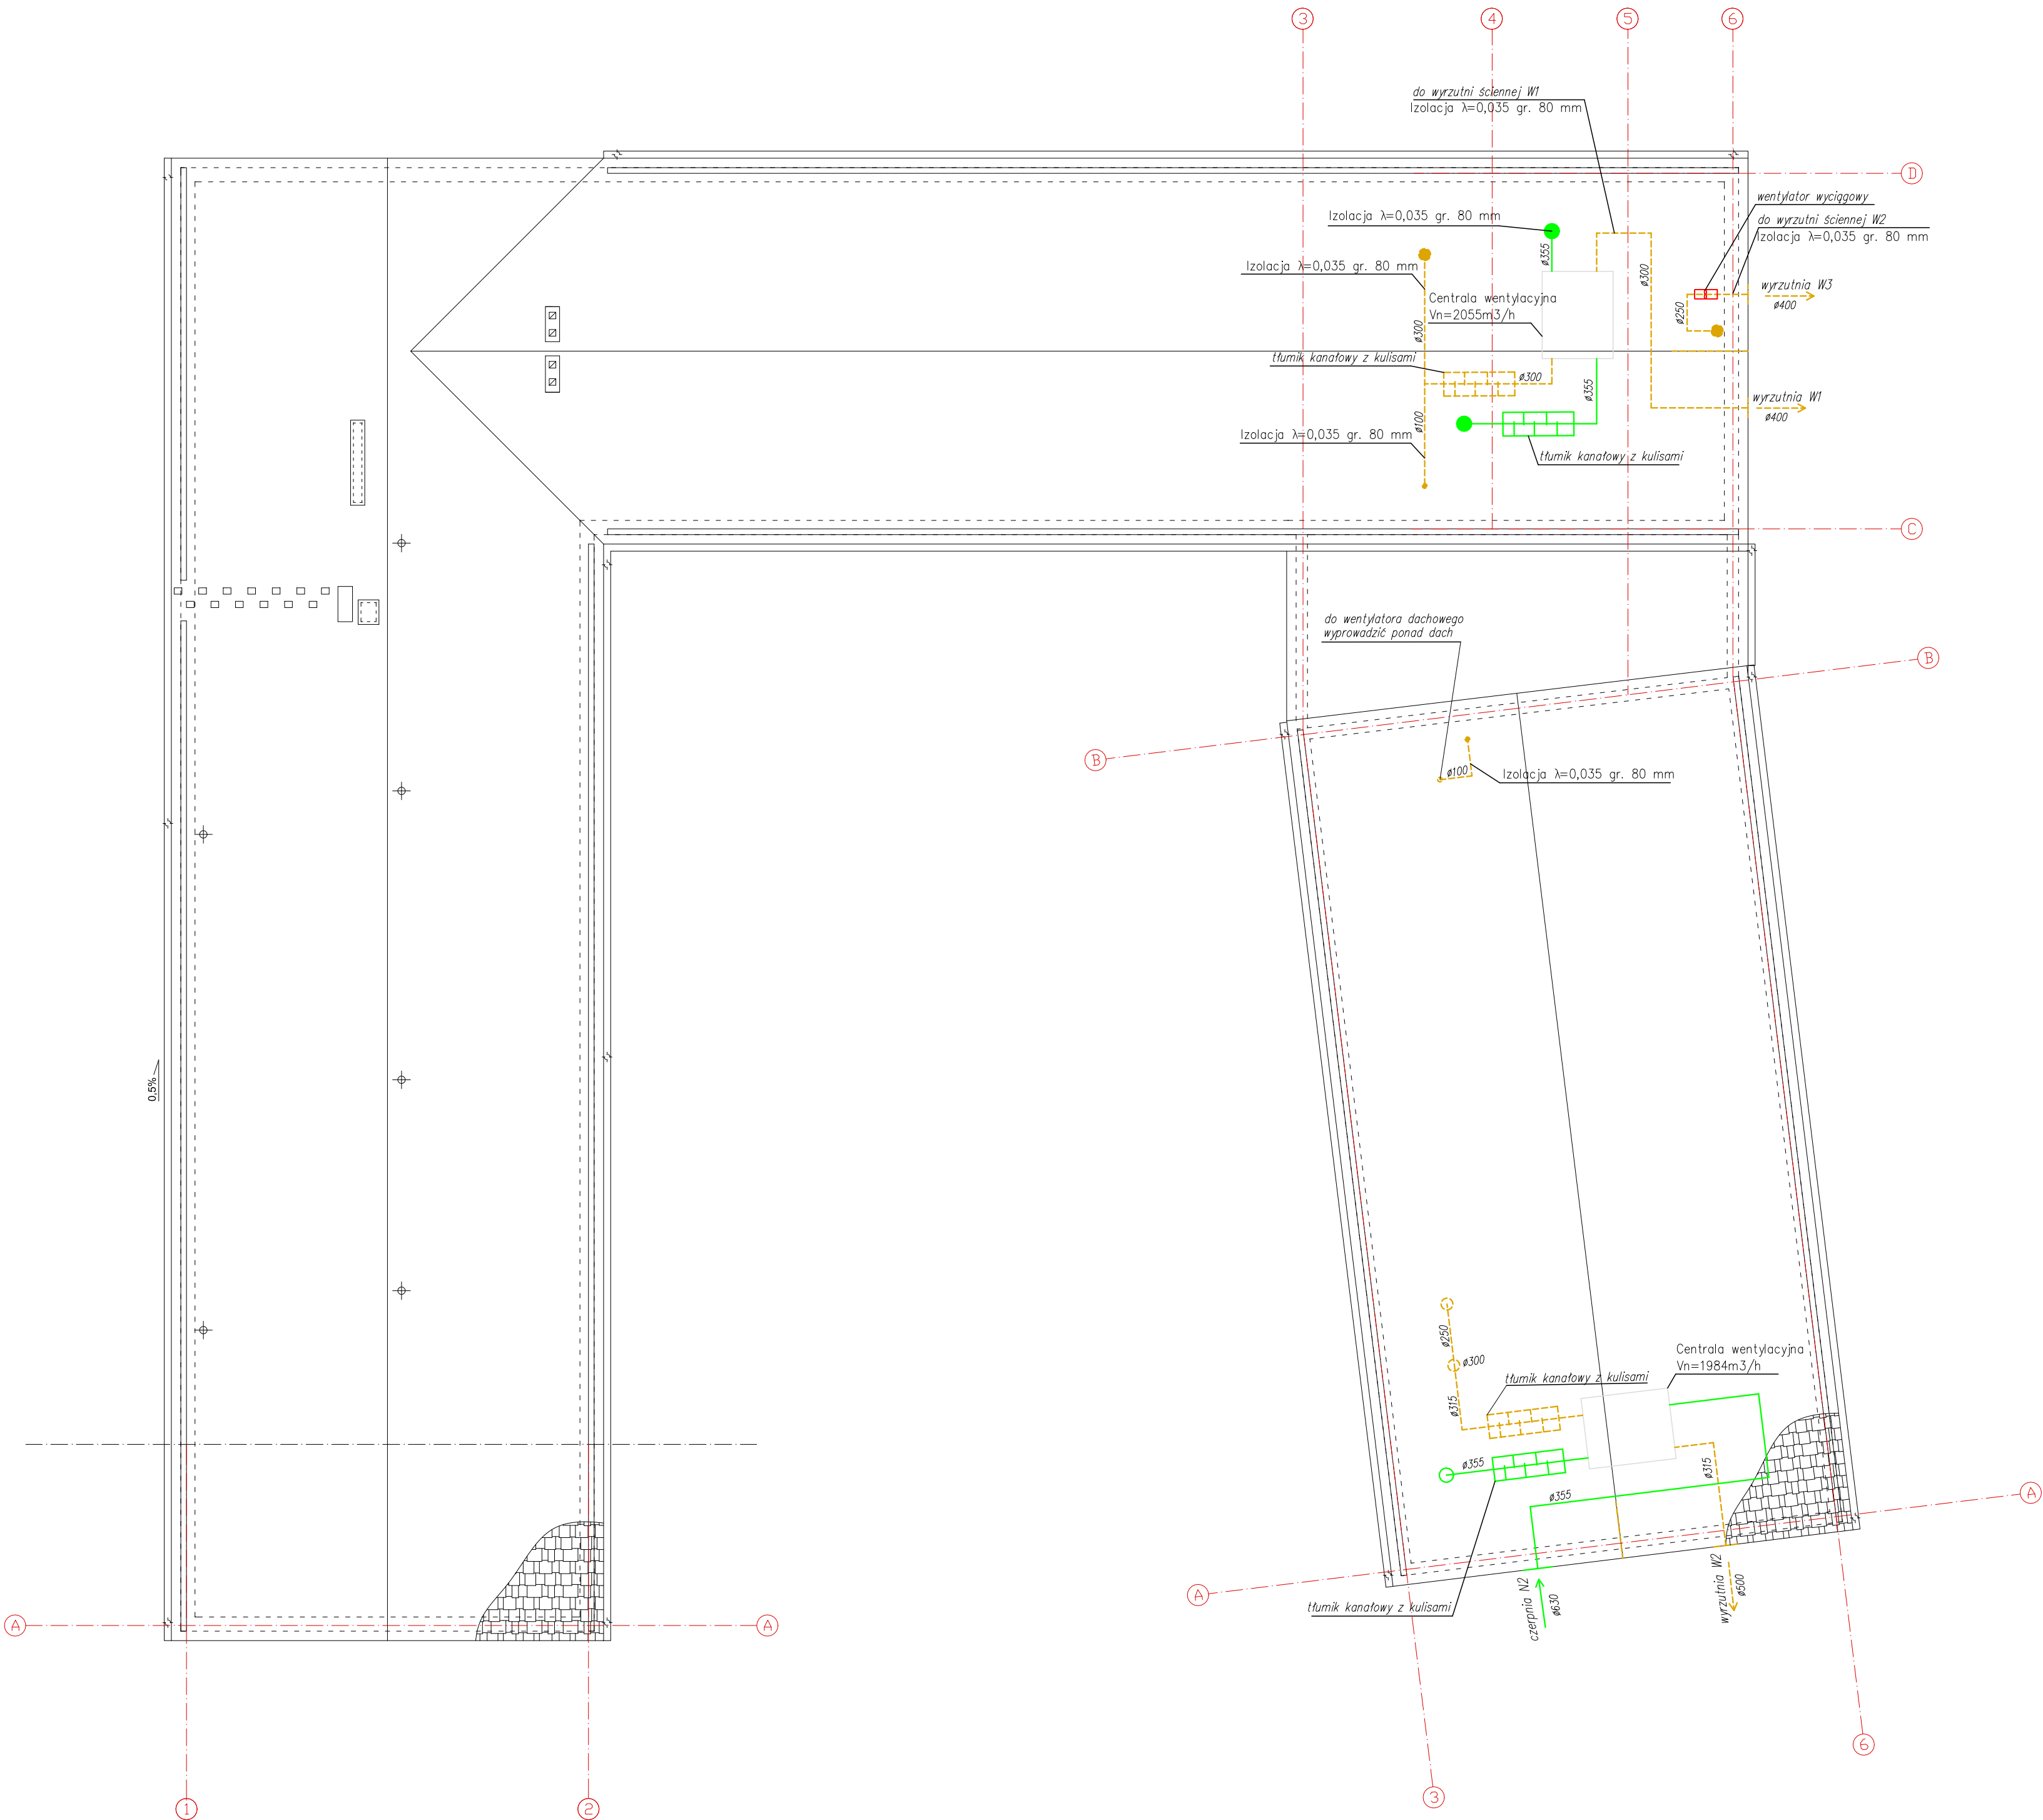 3
4
5
6
do wyrzutni ściennej W1
Izolacja λ=0,035 gr. 80 mm
D
wentylator wyciągowy
do wyrzutni ściennej W2
Izolacja λ=0,035 gr. 80 mm
Izolacja λ=0,035 gr. 80 mm
ø355
Izolacja λ=0,035 gr. 80 mm
ø300
wyrzutnia W3
ø400
Centrala wentylacyjna
Vn=2055m3/h
ø250
ø300
tłumik kanałowy z kulisami
ø300
ø355
wyrzutnia W1
ø400
ø100
Izolacja λ=0,035 gr. 80 mm
tłumik kanałowy z kulisami
C
do wentylatora dachowego
wyprowadzić ponad dach
B
B
ø100
Izolacja λ=0,035 gr. 80 mm
0.5%
ø250
ø300
Centrala wentylacyjna
Vn=1984m3/h
tłumik kanałowy z kulisami
ø315
ø355
ø315
ø355
A
tłumik kanałowy z kulisami
czerpnia N2
ø630
wyrzutnia W2
ø500
A
A
A
6
3
1
2